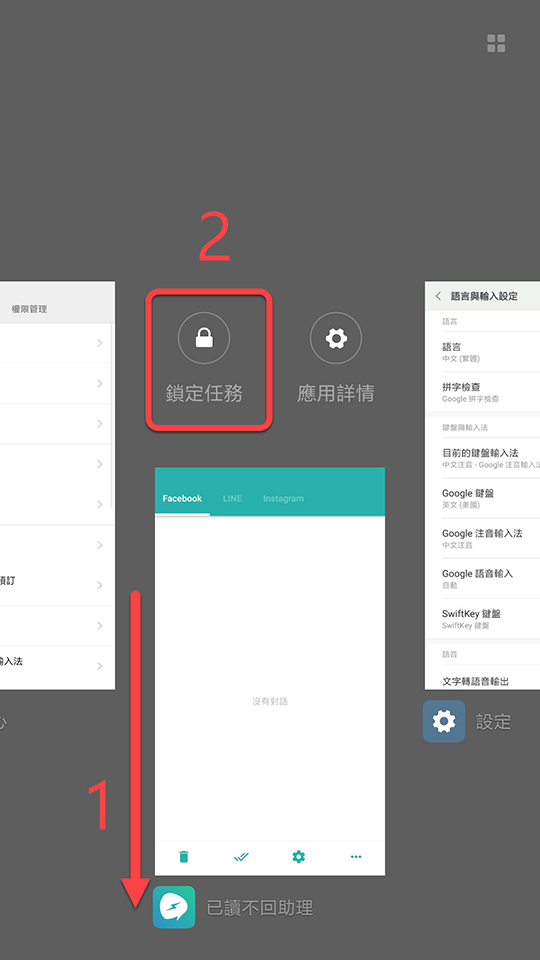 2
權限管理
鎖定任務
應用詳情
語言與輸入設定
語言
語言
中文 (繁體)
拼字檢查
Google 拼字檢查
鍵盤與輸入法
目前的鍵盤輸入法
中文注音 - Google 注音輸入法
Google 鍵盤
英文 (美國)
Google 注音輸入法
中文注音
Google 語音輸入
自動
SwiftKey 鍵盤
SwiftKey 鍵盤
語音
文字轉語音輸出
設定
Facebook
LINE
Instagram
沒有對話
預訂
輸入法
心
1
已讀不回助理